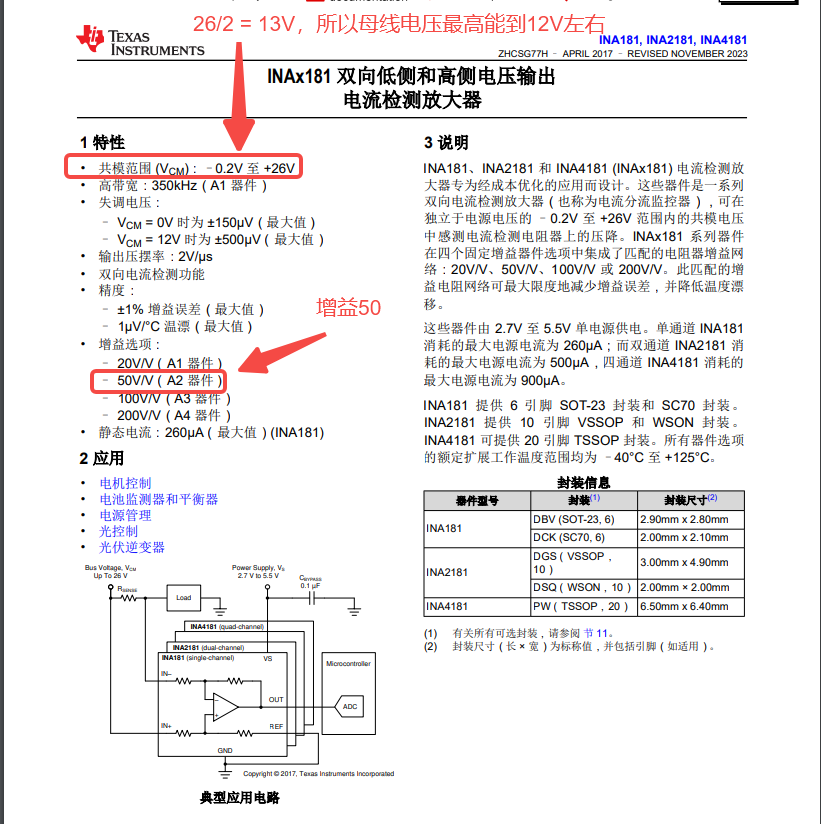 documentation
26/2 = 13V，所以母线电压最高能到12V左右
TEXAS
INSTRUMENTS
INA181, INA2181, INA4181
ZHCSG77H – APRIL 2017 – REVISED NOVEMBER 2023
INAx181 双向低侧和高侧电压输出
电流检测放大器
1 特性
• 共模范围 (VCM)：–0.2V 至 +26V
• 高带宽：350kHz（A1 器件）
• 失调电压：
– VCM = 0V 时为 ±150µV（最大值）
– VCM = 12V 时为 ±500µV（最大值）
• 输出压摆率：2V/µs
• 双向电流检测功能
• 精度：
– ±1% 增益误差（最大值）
– 1µV/°C 温漂（最大值）
增益50
• 增益选项：
– 20V/V（A1 器件）
– 50V/V（A2 器件）
– 100V/V（A3 器件）
– 200V/V（A4 器件）
• 静态电流：260µA（最大值）(INA181)
2 应用
• 电机控制
• 电池监测器和平衡器
• 电源管理
• 光控制
• 光伏逆变器
Bus Voltage, VCM
Up To 26 V
RSENSE
Load
Power Supply, VS
2.7 V to 5.5 V
CBYPASS
0.1 µF
INA4181 (quad-channel)
INA2181 (dual-channel)
INA181 (single-channel)
VS
Microcontroller
IN–
–
+
OUT
ADC
IN+
REF
GND
Copyright © 2017, Texas Instruments Incorporated
典型应用电路
3 说明
INA181、INA2181 和 INA4181 (INAx181) 电流检测放
大器专为经成本优化的应用而设计。这些器件是一系列
双向电流检测放大器（也称为电流分流监控器），可在
独立于电源电压的 –0.2V 至 +26V 范围内的共模电压
中感测电流检测电阻器上的压降。INAx181 系列器件
在四个固定增益器件选项中集成了匹配的电阻器增益网
络：20V/V、50V/V、100V/V 或 200V/V。此匹配的增
益电阻网络可最大限度地减少增益误差，并降低温度漂
移。
这些器件由 2.7V 至 5.5V 单电源供电。单通道 INA181
消耗的最大电源电流为 260µA；而双通道 INA2181 消
耗的最大电源电流为 500µA，四通道 INA4181 消耗的
最大电源电流为 900µA。
INA181 提供 6 引脚 SOT-23 封装和 SC70 封装。
INA2181 提供 10 引脚 VSSOP 和 WSON 封装。
INA4181 可提供 20 引脚 TSSOP 封装。所有器件选项
的额定扩展工作温度范围均为 –40°C 至 +125°C。
封装信息
器件型号 封装(1) 封装尺寸(2)
INA181 DBV (SOT-23, 6) 2.90mm x 2.80mm
DCK (SC70, 6) 2.00mm x 2.10mm
INA2181 DGS（VSSOP，
10） 3.00mm x 4.90mm
DSQ（WSON，10） 2.00mm × 2.00mm
INA4181 PW（TSSOP，20） 6.50mm x 6.40mm
(1) 有关所有可选封装，请参阅 节 11。
(2) 封装尺寸（长 × 宽）为标称值，并包括引脚（如适用）。